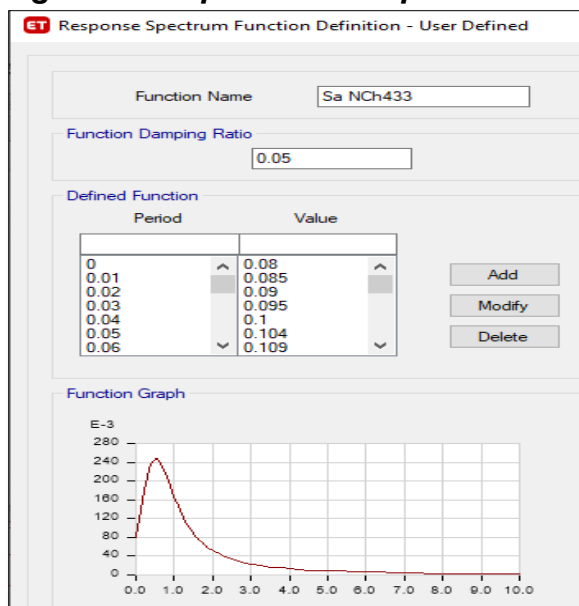 ET Response Spectrum Function Definition - User Defined
Function Name Sa NCh433
Function Damping Ratio
0.05
Defined Function
Period Value
0 0.08
0.01 0.085
0.02 0.09
0.03 0.095
0.04 0.1
0.05 0.104
0.06 0.109
Add
Modify
Delete
Function Graph
E-3
280
240
200
160
120
80
40
0
0.0 1.0 2.0 3.0 4.0 5.0 6.0 7.0 8.0 9.0 10.0